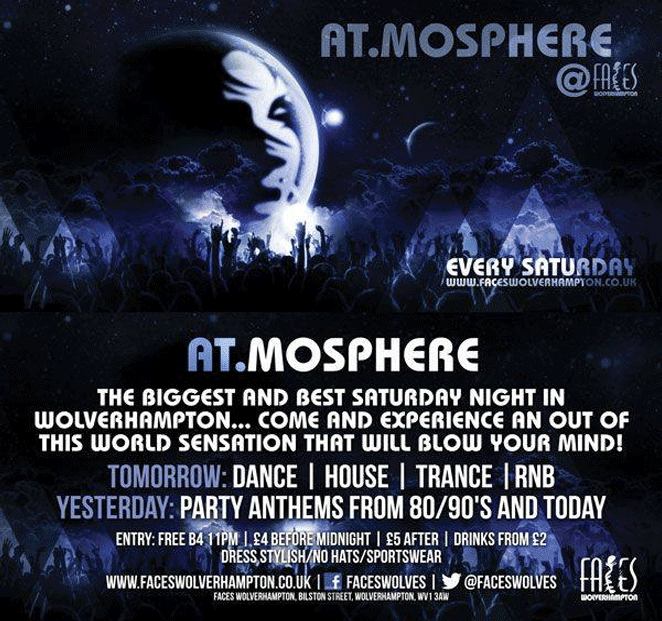 AT.MOSPHERE
@ FACES
WOLVERHAMPTON
EVERY SATURDAY
WWW.FACESWOLVERHAMPTON.CO.UK
AT.MOSPHERE
THE BIGGEST AND BEST SATURDAY NIGHT IN
WOLVERHAMPTON... COME AND EXPERIENCE AN OUT OF
THIS WORLD SENSATION THAT WILL BLOW YOUR MIND!
TOMORROW: DANCE | HOUSE | TRANCE | RNB
YESTERDAY: PARTY ANTHEMS FROM 80/90'S AND TODAY
ENTRY: FREE B4 11PM | £4 BEFORE MIDNIGHT | £5 AFTER | DRINKS FROM £2
DRESS,STYLISH/NO HATS/SPORTSWEAR
WWW.FACESWOLVERHAMPTON.CO.UK | f FACESWOLVES | @FACESWOLVES
FACES WOLVERHAMPTON, BILSTON STREET, WOLVERHAMPTON, WV1 3AW
FACES
WOLVERHAMPTON